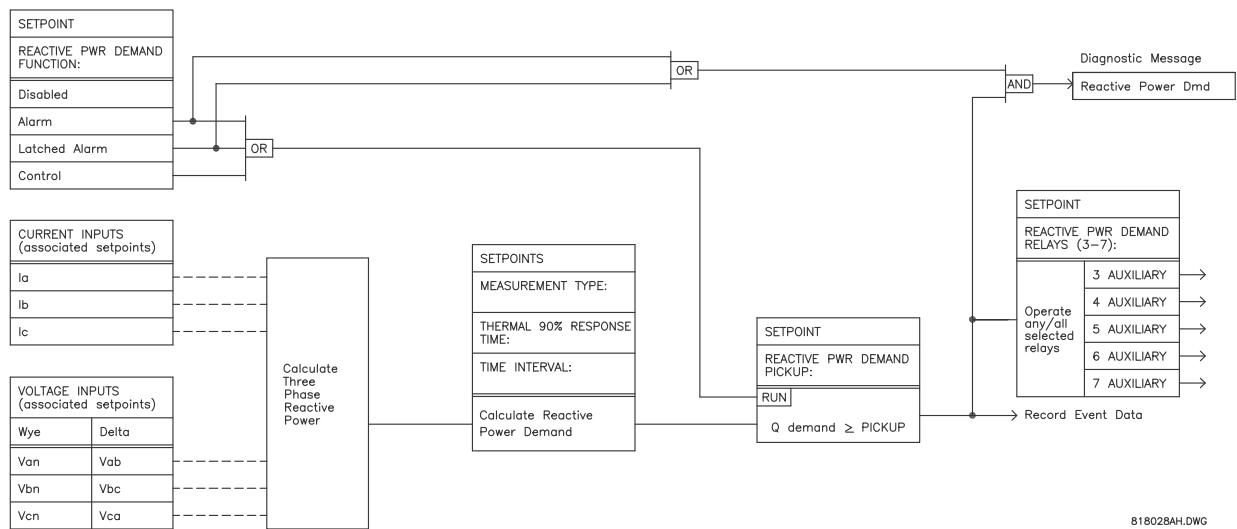 SETPOINT
REACTIVE PWR DEMAND
FUNCTION:
Disabled
Alarm
Latched Alarm
Control
OR
OR
AND
Diagnostic Message
Reactive Power Dmd
CURRENT INPUTS
(associated setpoints)
Ia
Ib
Ic
VOLTAGE INPUTS
(associated setpoints)
Wye Delta
Van Vab
Vbn Vbc
Vcn Vca
Calculate
Three
Phase
Reactive
Power
SETPOINTS
MEASUREMENT TYPE:
THERMAL 90% RESPONSE
TIME:
TIME INTERVAL:
Calculate Reactive
Power Demand
SETPOINT
REACTIVE PWR DEMAND
PICKUP:
RUN
Q demand ≥ PICKUP
SETPOINT
REACTIVE PWR DEMAND
RELAYS (3–7):
Operate
any/all
selected
relays
3 AUXILIARY
4 AUXILIARY
5 AUXILIARY
6 AUXILIARY
7 AUXILIARY
Record Event Data
818028AH.DWG